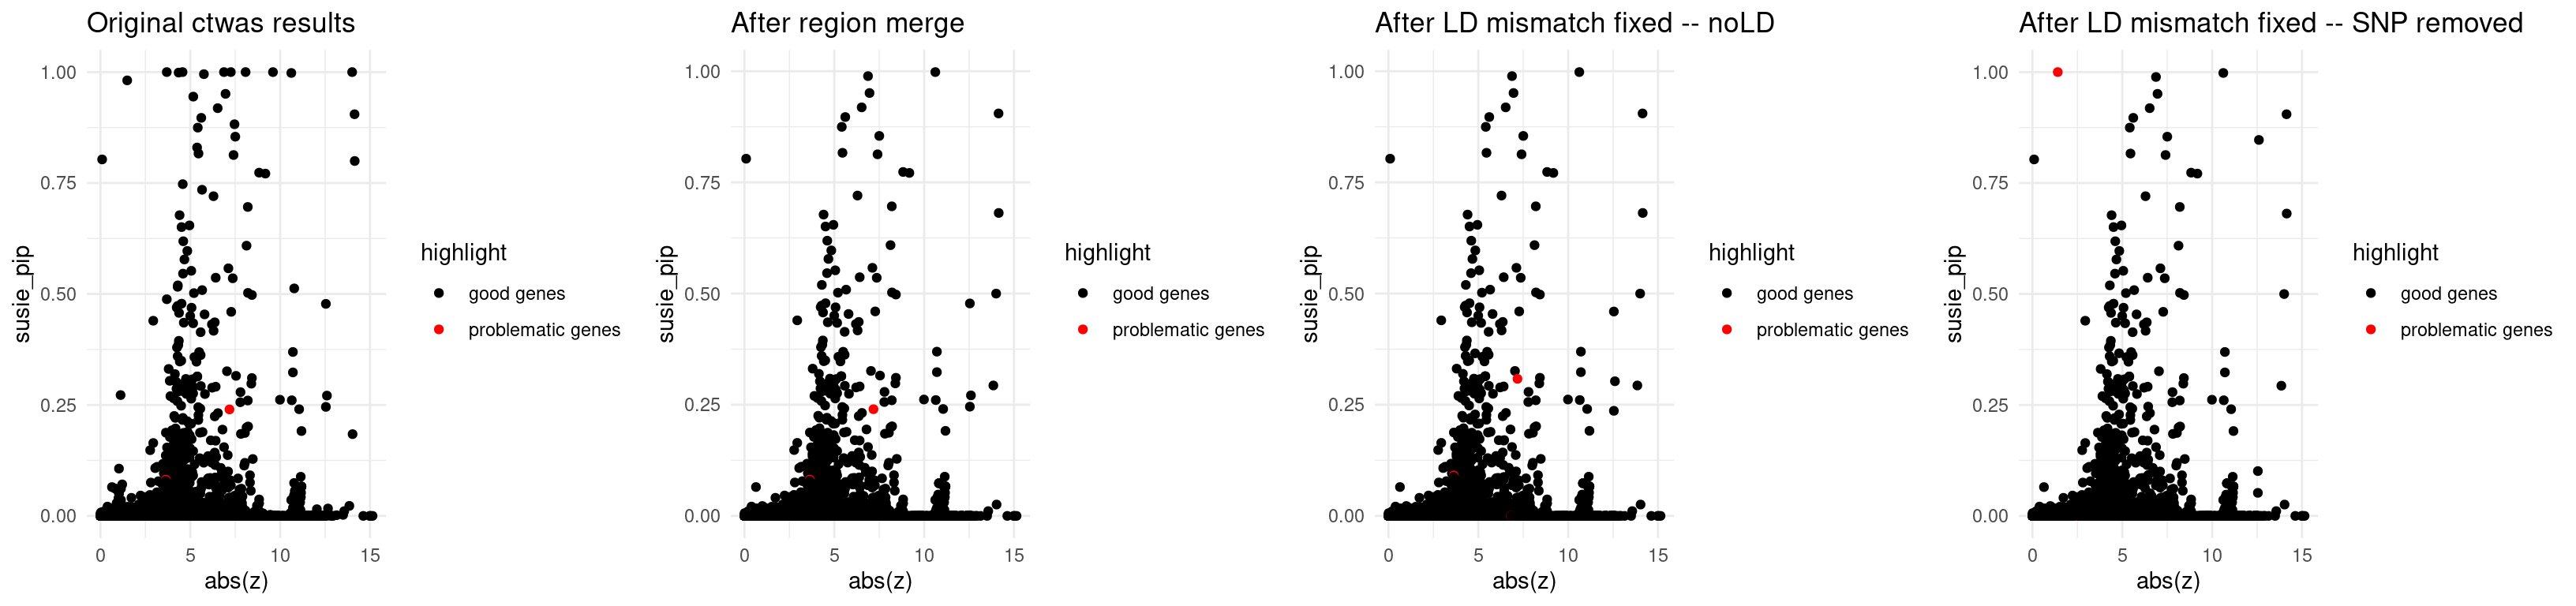 Original ctwas results
susie_pip
1.00
0.75
0.50
0.25
0.00
0
5
10
15
abs(z)
highlight
good genes
problematic genes
After region merge
susie_pip
1.00
0.75
0.50
0.25
0.00
0
5
10
15
abs(z)
highlight
good genes
problematic genes
After LD mismatch fixed -- noLD
susie_pip
1.00
0.75
0.50
0.25
0.00
0
5
10
15
abs(z)
highlight
good genes
problematic genes
After LD mismatch fixed -- SNP removed
susie_pip
1.00
0.75
0.50
0.25
0.00
0
5
10
15
abs(z)
highlight
good genes
problematic genes